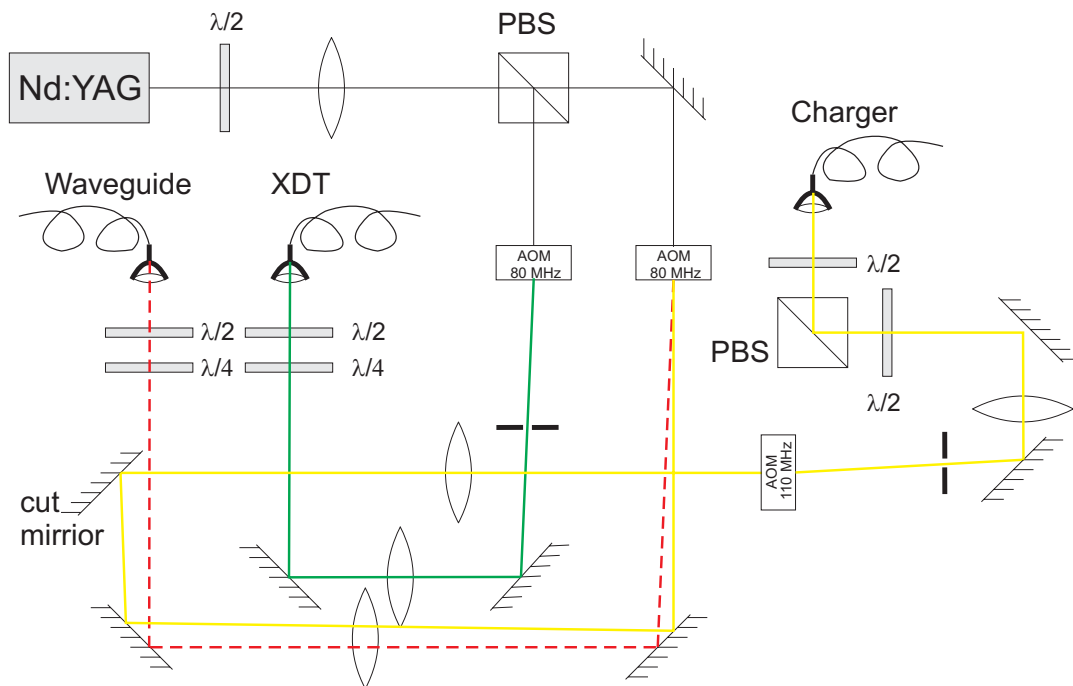 λ/2
PBS
Nd:YAG
Charger
Waveguide
XDT
AOM
80 MHz
AOM
80 MHz
λ/2
λ/2
λ/2
PBS
λ/4
λ/4
λ/2
AOM
110 MHz
cut
mirrior